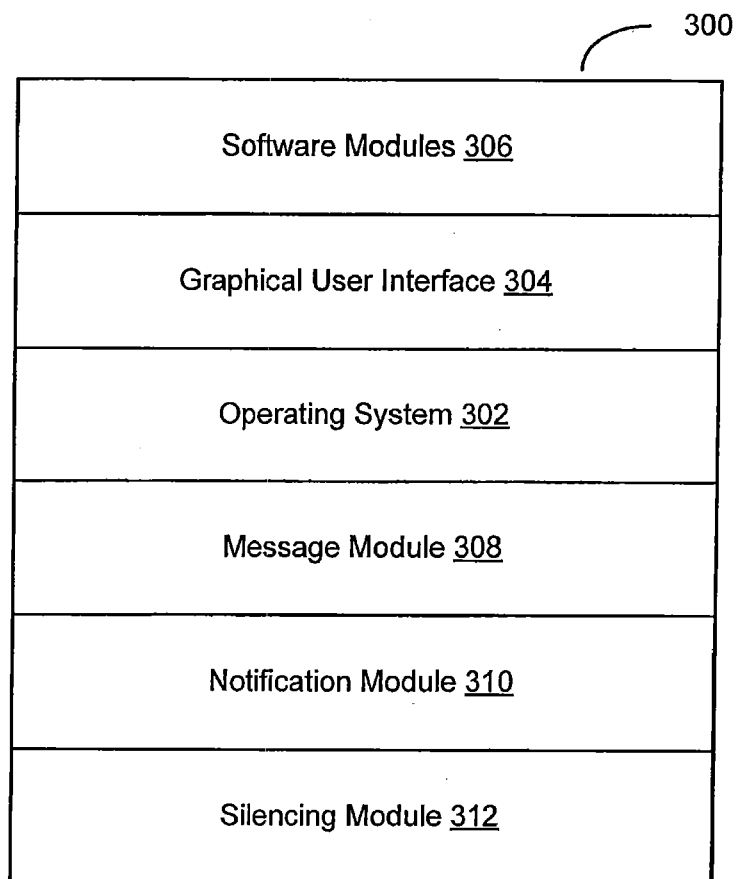 300
Software Modules 306
Graphical User Interface 304
Operating System 302
Message Module 308
Notification Module 310
Silencing Module 312